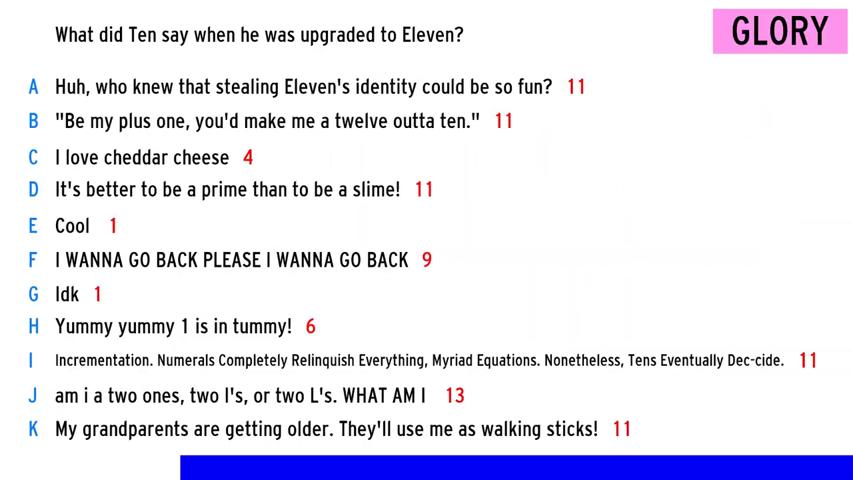 What did Ten say when he was upgraded to Eleven?
GLORY
A Huh, who knew that stealing Eleven's identity could be so fun? 11
B "Be my plus one, you'd make me a twelve outta ten." 11
C I love cheddar cheese 4
D It's better to be a prime than to be a slime! 11
E Cool 1
F I WANNA GO BACK PLEASE I WANNA GO BACK 9
G Idk 1
H Yummy yummy 1 is in tummy! 6
I Incrementation. Numerals Completely Relinquish Everything, Myriad Equations. Nonetheless, Tens Eventually Dec-cide. 11
J am i a two ones, two I's, or two L's. WHAT AM I 13
K My grandparents are getting older. They'll use me as walking sticks! 11